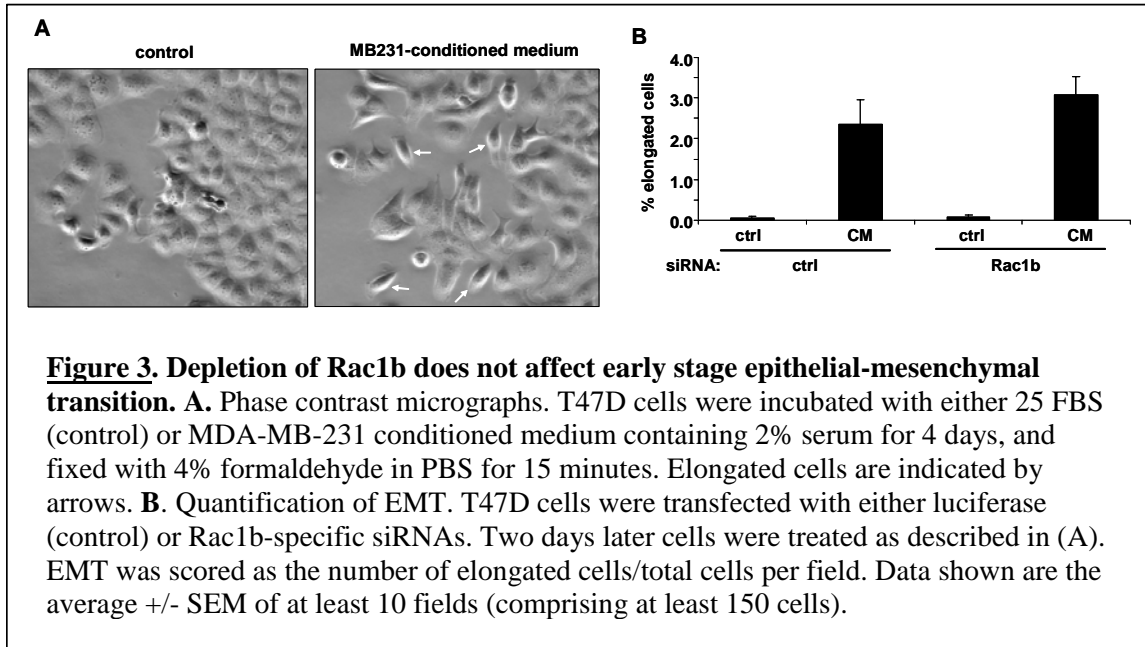 A
control
MB231-conditioned medium
B
% elongated cells
4.0
3.0
2.0
1.0
0.0
ctrl CM ctrl CM
siRNA: ctrl Rac1b
Figure 3. Depletion of Rac1b does not affect early stage epithelial-mesenchymal
transition. A. Phase contrast micrographs. T47D cells were incubated with either 25 FBS
(control) or MDA-MB-231 conditioned medium containing 2% serum for 4 days, and
fixed with 4% formaldehyde in PBS for 15 minutes. Elongated cells are indicated by
arrows. B. Quantification of EMT. T47D cells were transfected with either luciferase
(control) or Rac1b-specific siRNAs. Two days later cells were treated as described in (A).
EMT was scored as the number of elongated cells/total cells per field. Data shown are the
average +/- SEM of at least 10 fields (comprising at least 150 cells).